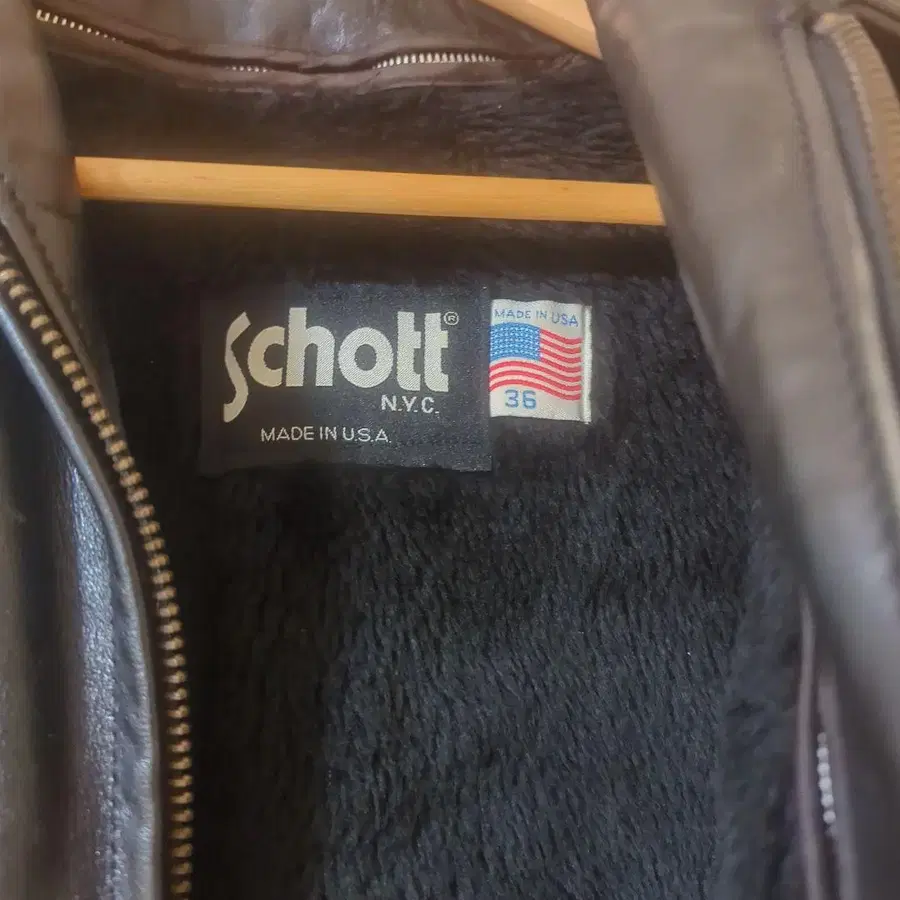 Schott®
N.Y.C.
MADE IN U.S.A.
MADE IN USA
36